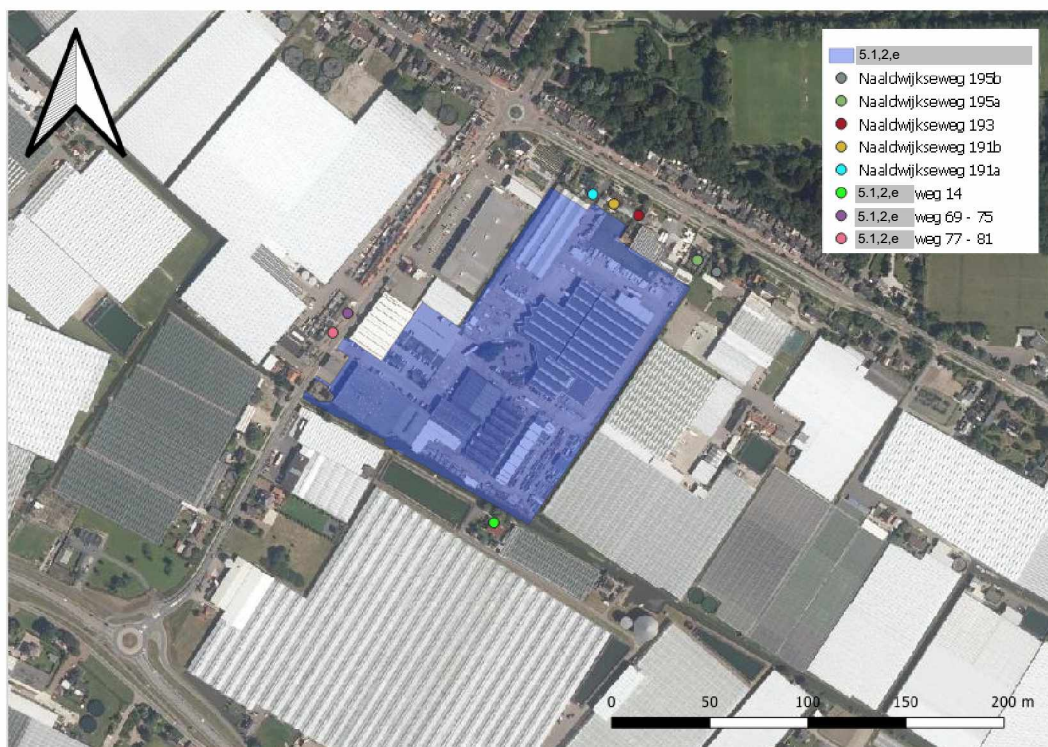 5.1,2,e
Naaldwijkseweg 195b
Naaldwijkseweg 195a
Naaldwijkseweg 193
Naaldwijkseweg 191b
Naaldwijkseweg 191a
5.1,2,e weg 14
5.1,2,e weg 69 - 75
5.1,2,e weg 77 - 81
0 50 100 150 200 m